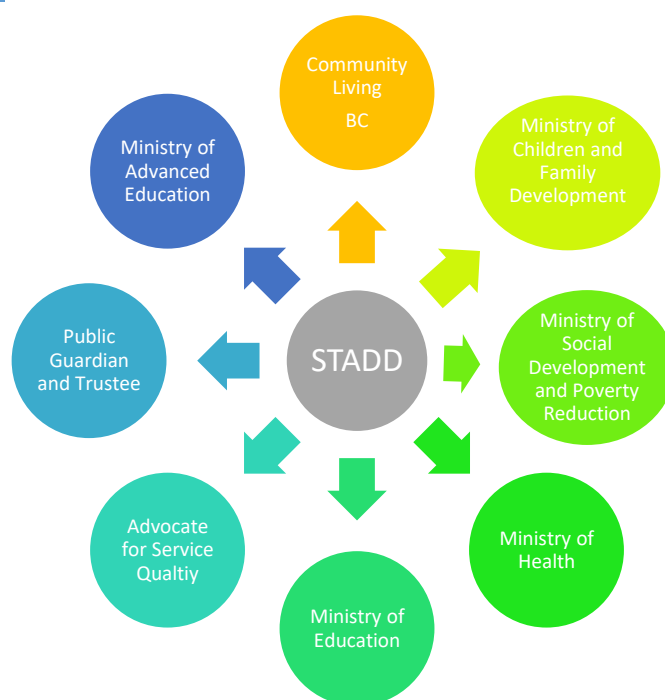 Community
Living
BC
Ministry of
Children and
Family
Development
Ministry of
Social
Development
and Poverty
Reduction
Ministry of
Health
Ministry of
Education
Advocate
for Service
Qualtiy
Public
Guardian
and Trustee
Ministry of
Advanced
Education
STADD